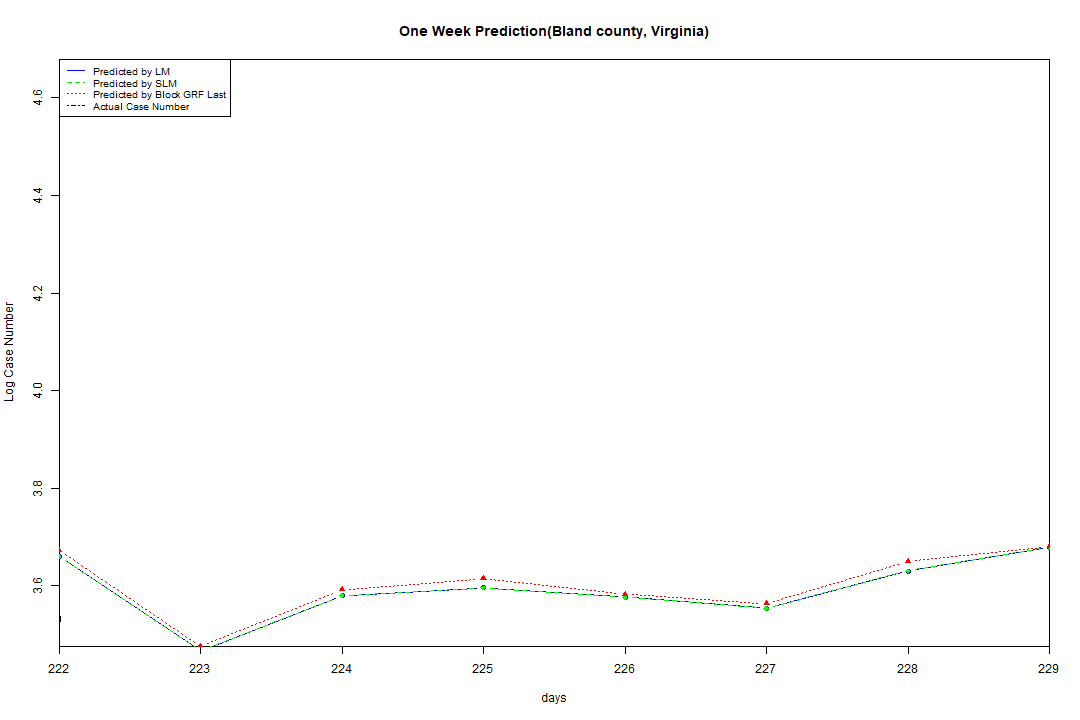 One Week Prediction(Bland county, Virginia)
Predicted by LM
Predicted by SLM
Predicted by Block GRF Last
Actual Case Number
4.6
4.4
4.2
4.0
3.8
3.6
Log Case Number
222 223 224 225 226 227 228 229
days